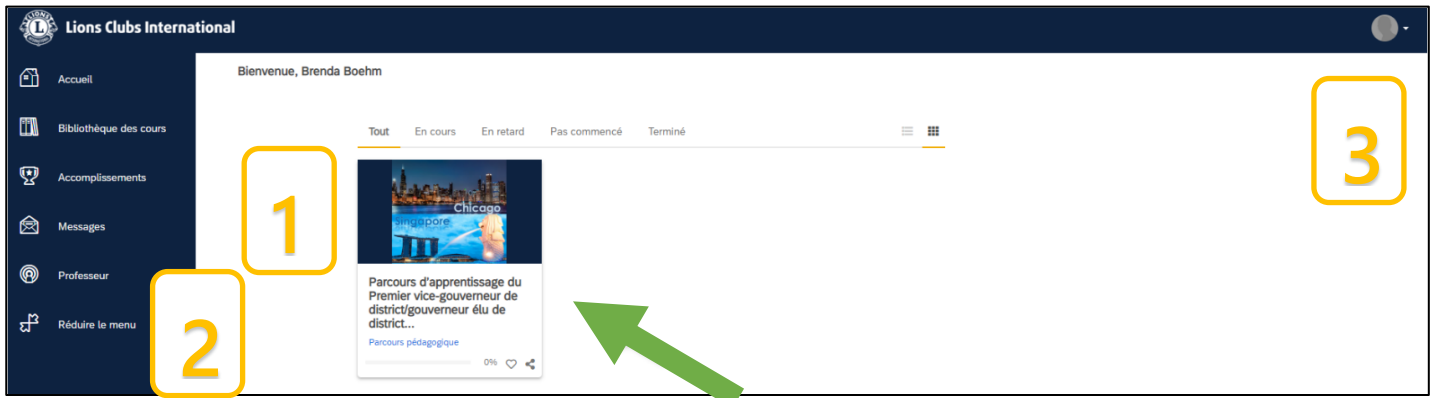 Lions Clubs International
Accueil
Bibliothèque des cours
Accomplissements
Messages
Professeur
Réduire le menu
Bienvenue, Brenda Boehm
Tout En cours En retard Pas commencé Terminé
Chicago
Singapore
Parcours d'apprentissage du
Premier vice-gouverneur de
district/gouverneur élu de
district...
Parcours pédagogique
0%
1
2
3